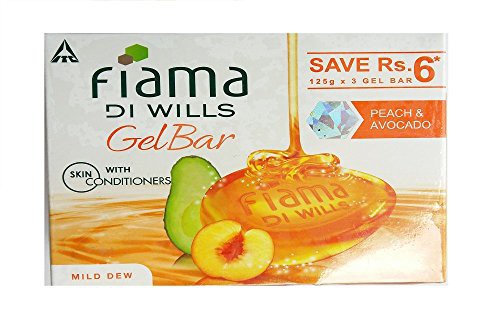 ITC
fiama
DI WILLS
Gel Bar
SKIN WITH
CONDITIONERS
MILD DEW
SAVE Rs. 6*
125g x 3 GEL BAR
PEACH &
AVOCADO
fiama
DI WILLS